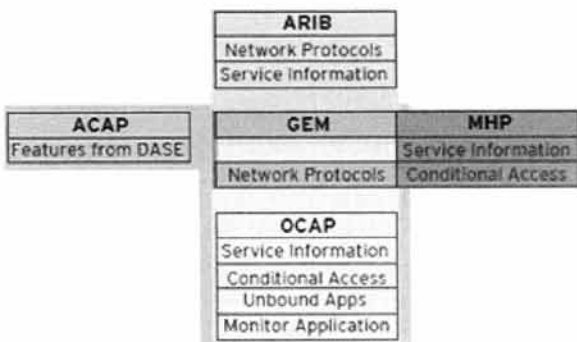 ARIB
Network Protocols
Service Information
ACAP
Features from DASE
GEM
Network Protocols
MHP
Service Information
Conditional Access
OCAP
Service Information
Conditional Access
Unbound Apps
Monitor Application